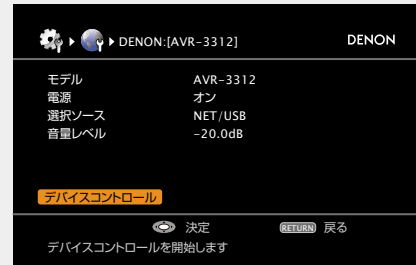 DENON:[AVR-3312] DENON
モデル AVR-3312
電源 オン
選択ソース NET/USB
音量レベル -20.0dB
デバイスコントロール
決定 RETURN 戻る
デバイスコントロールを開始します